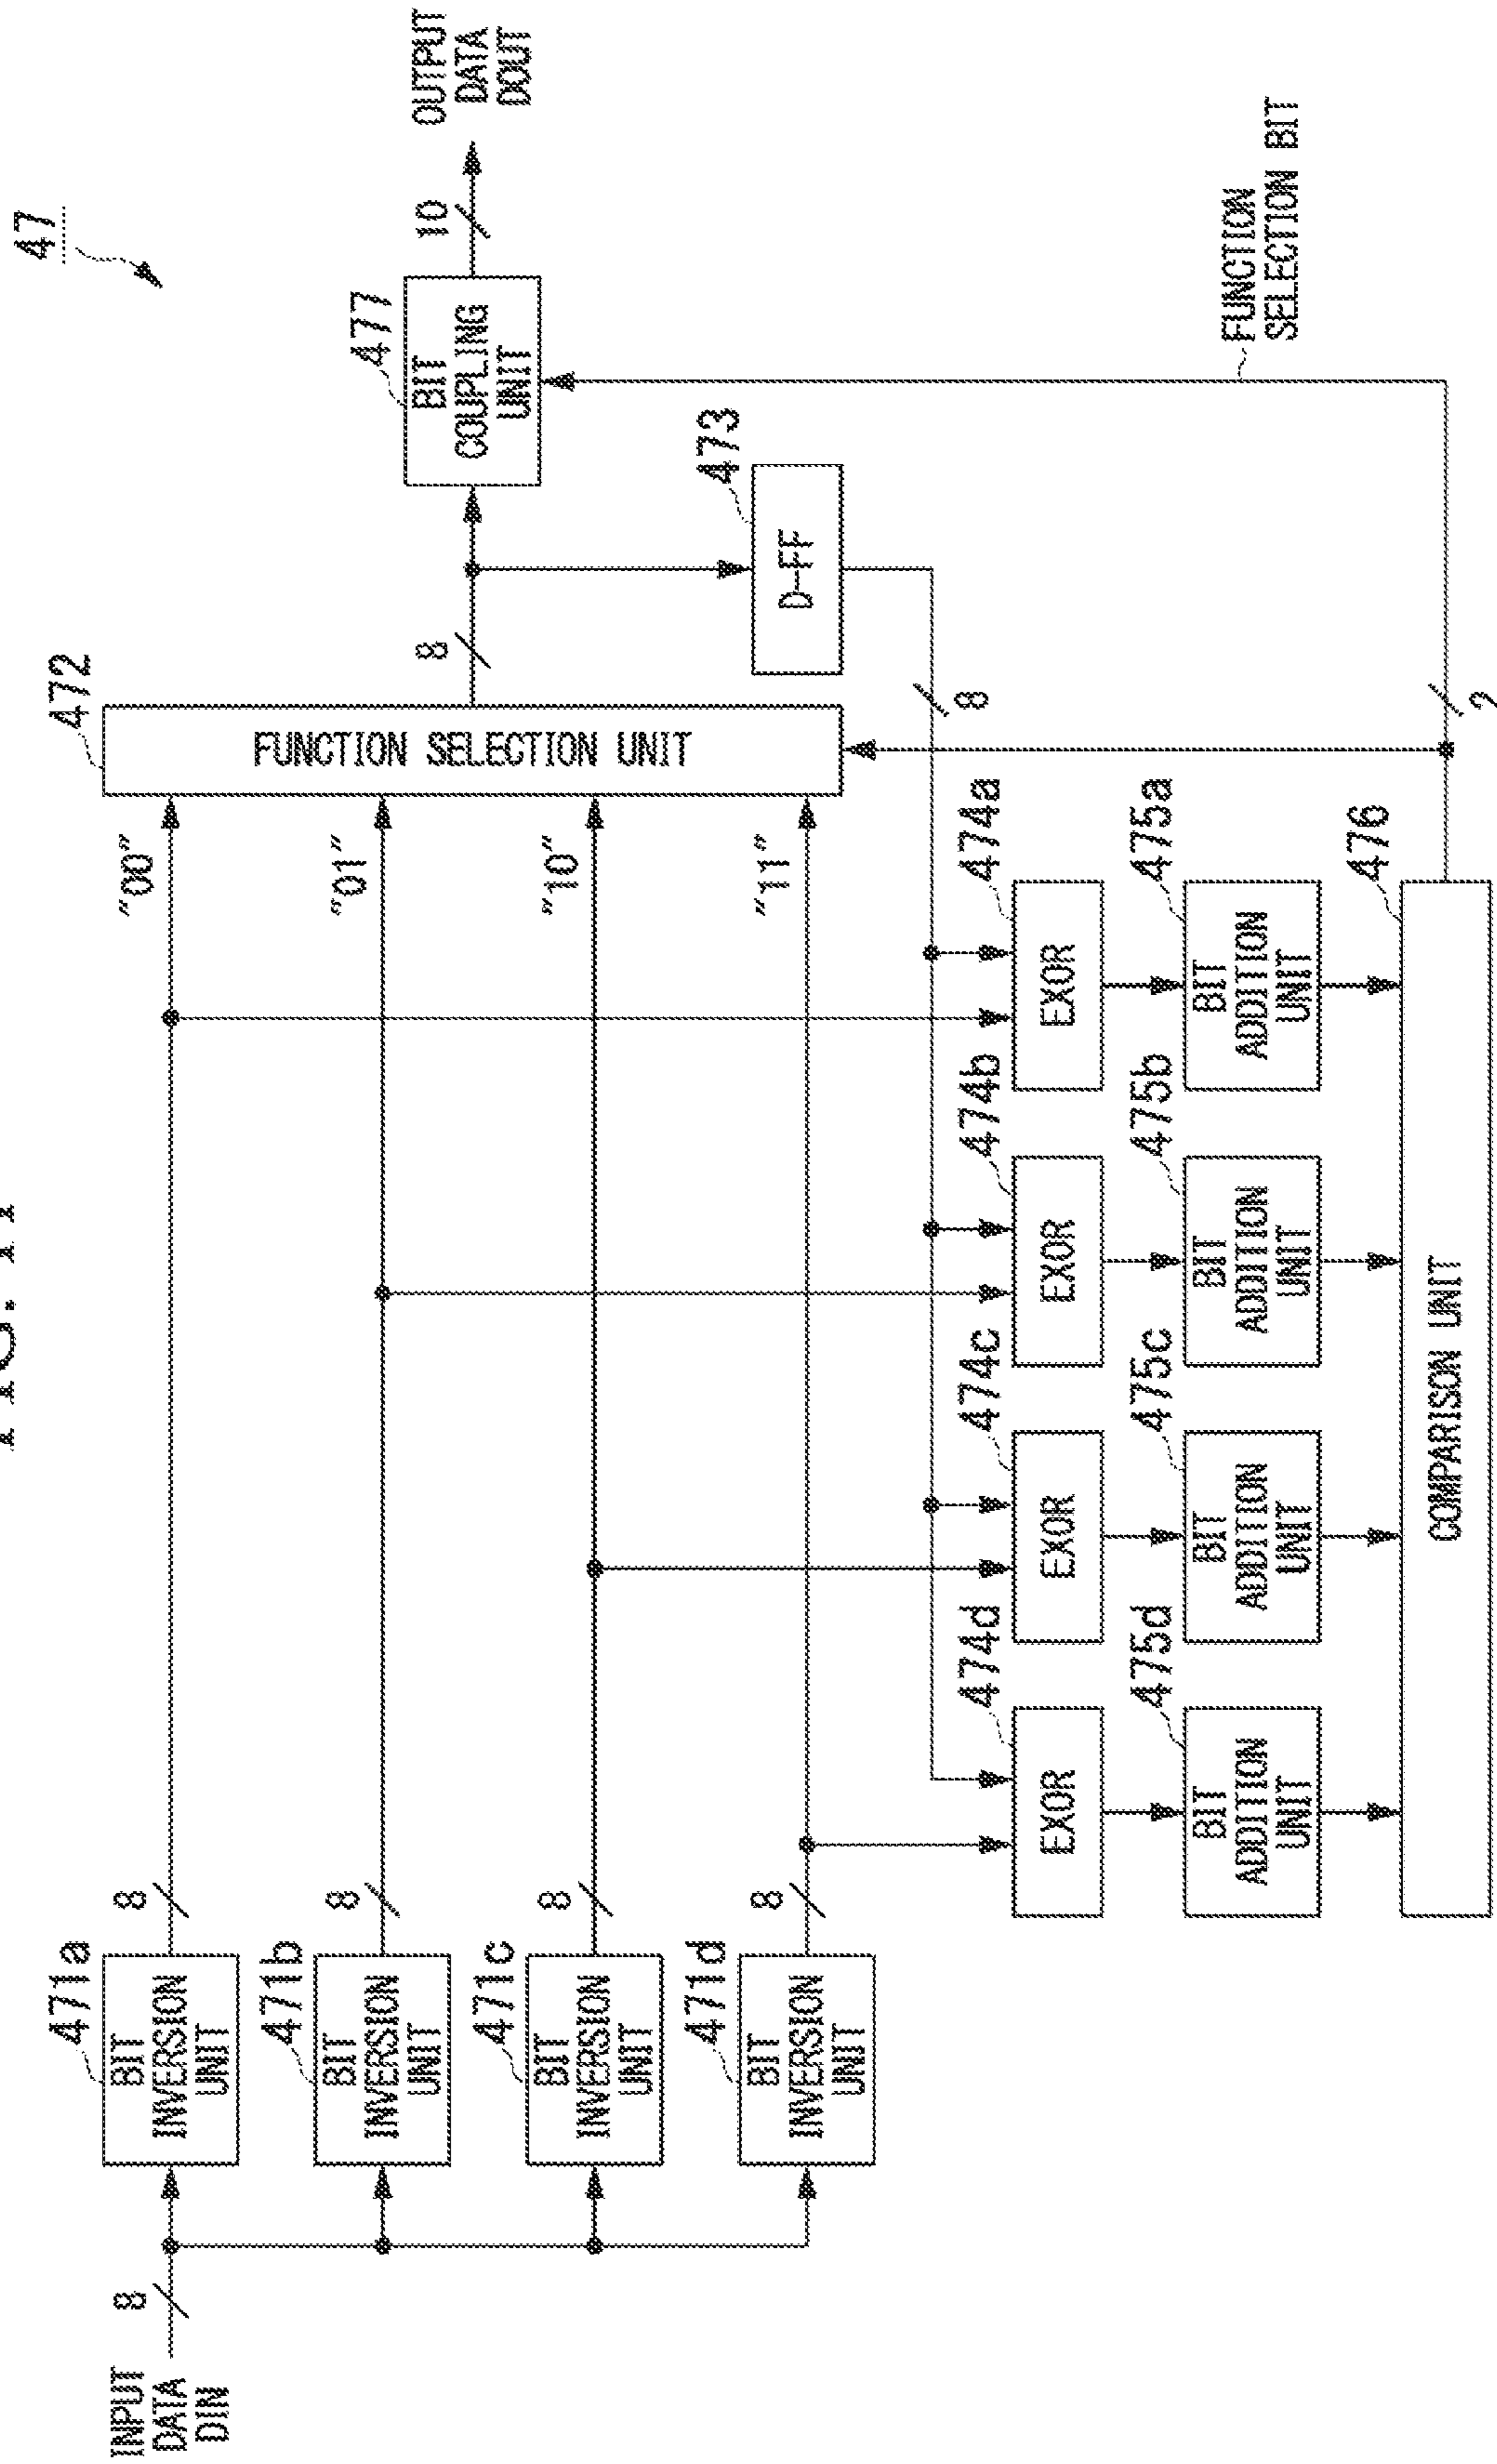 47
INPUT
DATA
DIN
8
471a
BIT
INVERSION
UNIT
8
"00"
471b
BIT
INVERSION
UNIT
8
"01"
471c
BIT
INVERSION
UNIT
8
"10"
471d
BIT
INVERSION
UNIT
8
"11"
472
FUNCTION SELECTION UNIT
8
477
BIT
COUPLING
UNIT
10
OUTPUT
DATA
DOUT
473
D-FF
8
474d
EXOR
474c
EXOR
474b
EXOR
474a
EXOR
475d
BIT
ADDITION
UNIT
475c
BIT
ADDITION
UNIT
475b
BIT
ADDITION
UNIT
475a
BIT
ADDITION
UNIT
476
COMPARISON UNIT
FUNCTION
SELECTION BIT